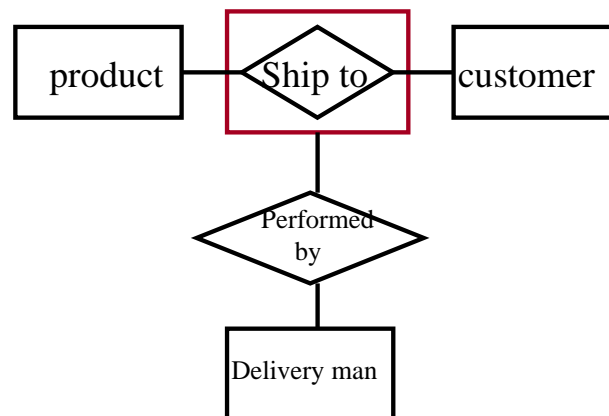 product
Ship to
customer
Performed
by
Delivery man